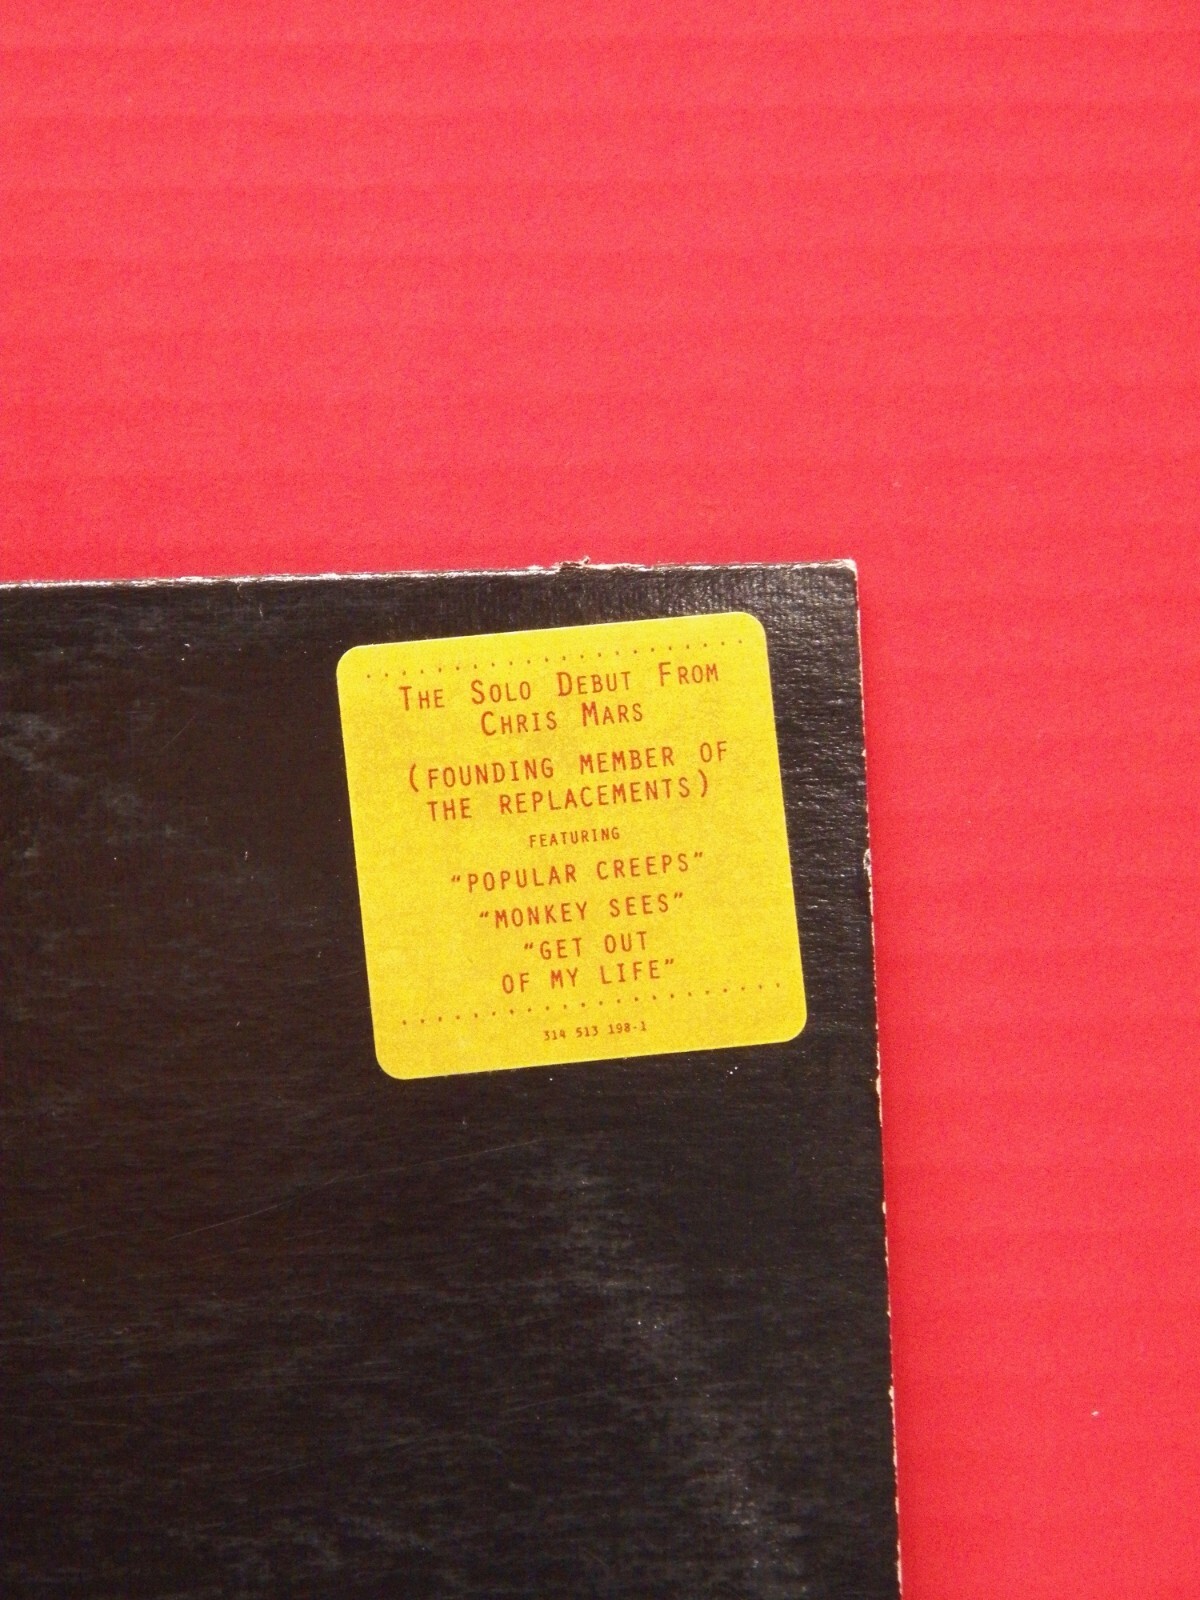 The Solo Debut From
Chris Mars
(FOUNDING MEMBER OF
THE REPLACEMENTS)
FEATURING
“POPULAR CREEPS”
“MONKEY SEES”
“GET OUT
OF MY LIFE”
314 513 198-1